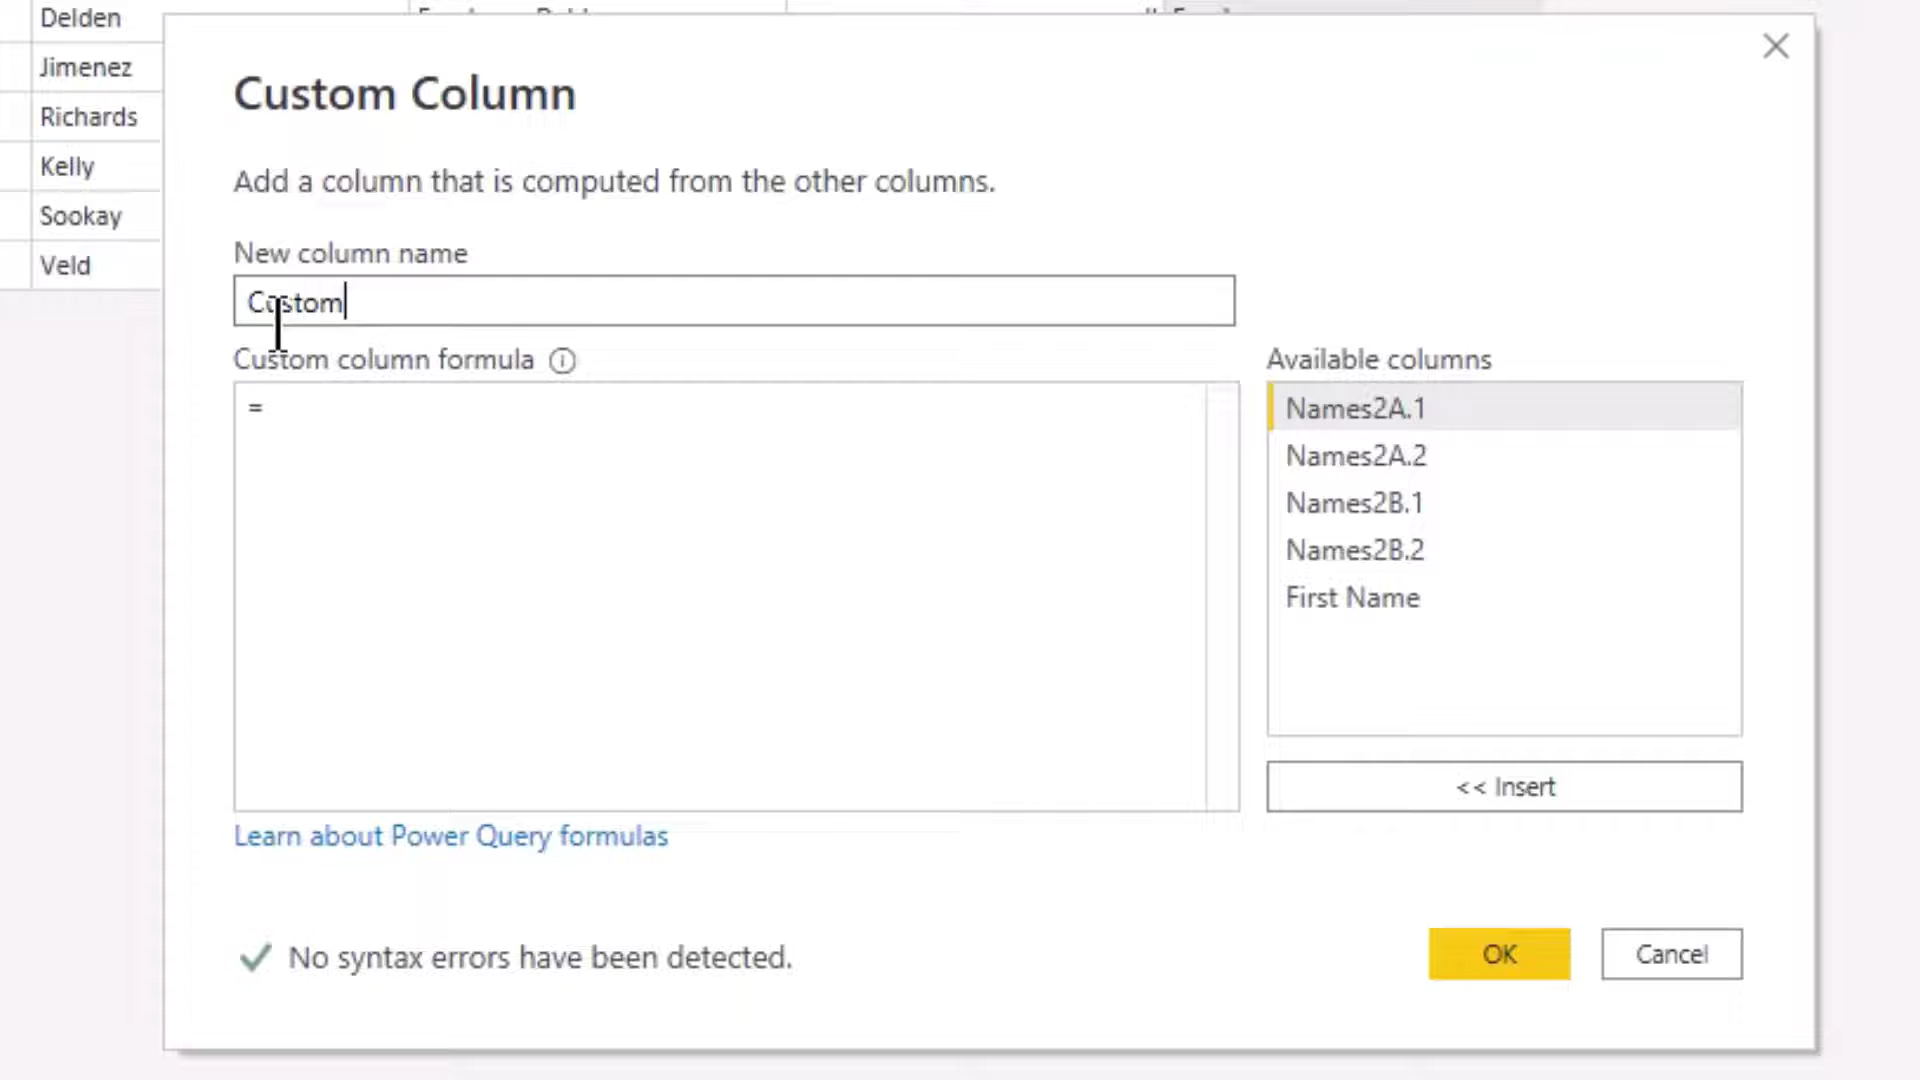 Delden
Jimenez
Richards
Kelly
Sookay
Veld
Custom Column
Add a column that is computed from the other columns.
New column name
Custom
Custom column formula
=
Available columns
Names2A.1
Names2A.2
Names2B.1
Names2B.2
First Name
<< Insert
Learn about Power Query formulas
No syntax errors have been detected.
OK
Cancel